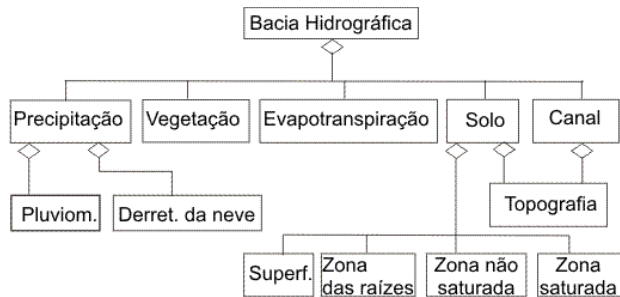 Bacia Hidrográfica
Precipitação
Vegetação
Evapotranspiração
Solo
Canal
Pluviom.
Derret. da neve
Topografia
Superf.
Zona
das raízes
Zona não
saturada
Zona
saturada